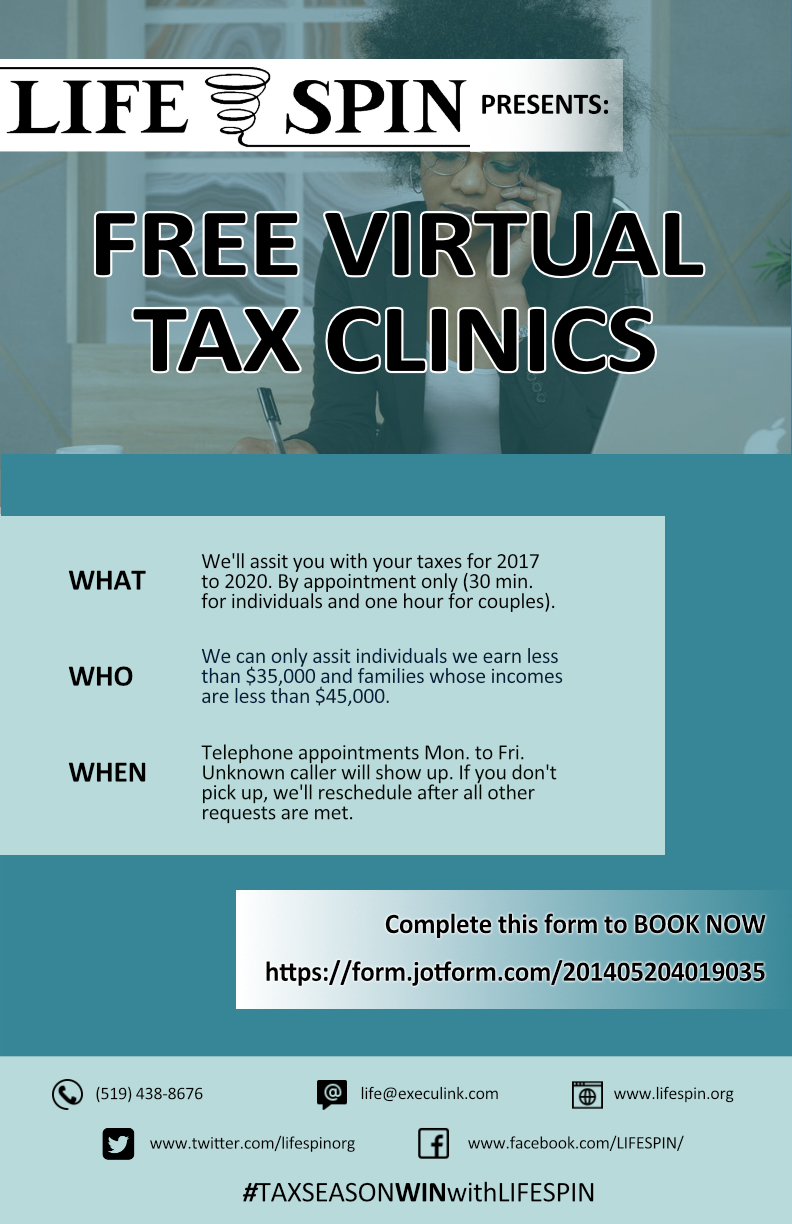 LIFE SPIN PRESENTS:
FREE VIRTUAL
TAX CLINICS
WHAT
We'll assit you with your taxes for 2017
to 2020. By appointment only (30 min.
for individuals and one hour for couples).
WHO
We can only assit individuals we earn less
than $35,000 and families whose incomes
are less than $45,000.
WHEN
Telephone appointments Mon. to Fri.
Unknown caller will show up. If you don't
pick up, we'll reschedule after all other
requests are met.
Complete this form to BOOK NOW
https://form.jotform.com/201405204019035
(519) 438-8676
life@execulink.com
www.lifespin.org
www.twitter.com/lifespinorg
www.facebook.com/LIFESPIN/
#TAXSEASONWINwithLIFESPIN